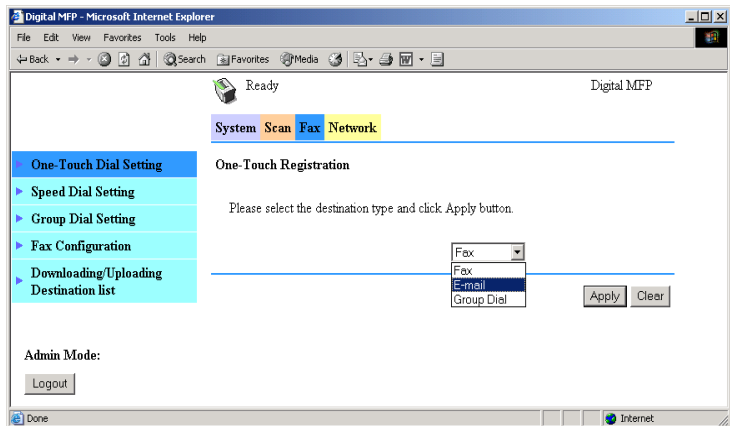 Digital MFP - Microsoft Internet Explorer
File Edit View Favorites Tools Help
Back Search Favorites Media
Ready Digital MFP
System Scan Fax Network
One-Touch Dial Setting
Speed Dial Setting
Group Dial Setting
Fax Configuration
Downloading/Uploading
Destination list
Admin Mode:
Logout
One-Touch Registration
Please select the destination type and click Apply button.
Fax
Fax
E-mail
Group Dial
Apply Clear
Done Internet